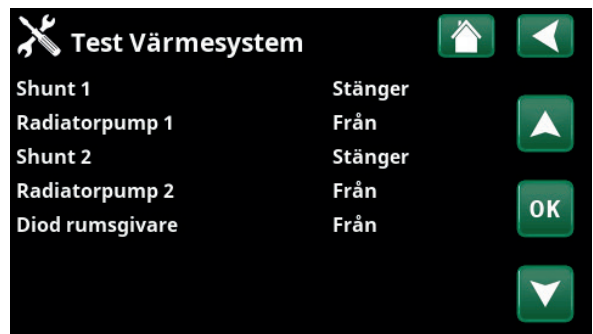 Test Värmesystem
Shunt 1 Stänger
Radiatorpump 1 Från
Shunt 2 Stänger
Radiatorpump 2 Från
Diod rumsgivare Från
OK